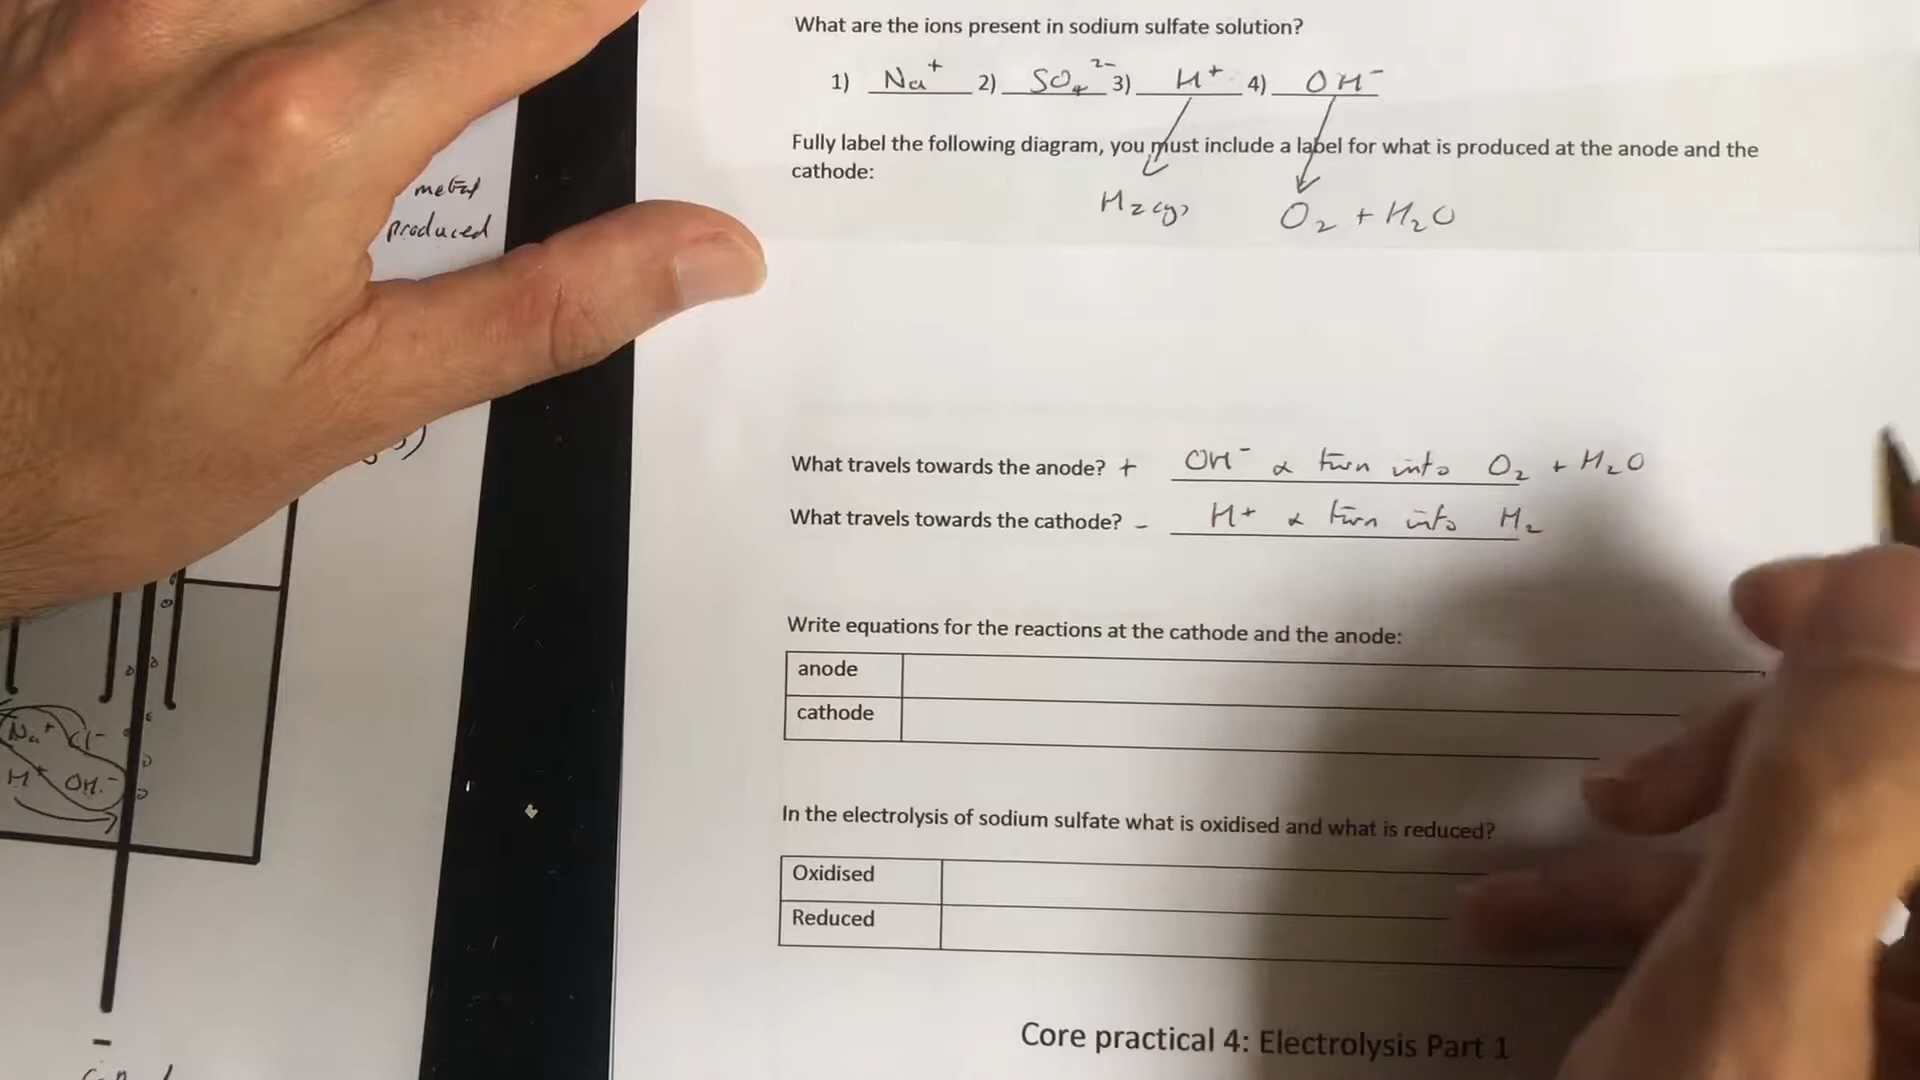 What are the ions present in sodium sulfate solution?
1) Na⁺ 2) SO₄²⁻ 3) H⁺ 4) OH⁻
Fully label the following diagram, you must include a label for what is produced at the anode and the
cathode:
H₂(g) O₂ + H₂O
What travels towards the anode? + OH⁻ & turn into O₂ + H₂O
What travels towards the cathode? - H⁺ & turn into H₂
Write equations for the reactions at the cathode and the anode:
anode
cathode
In the electrolysis of sodium sulfate what is oxidised and what is reduced?
Oxidised
Reduced
Core practical 4: Electrolysis Part 1
metal
produced
Na⁺ Cl⁻
H⁺ OH⁻
-